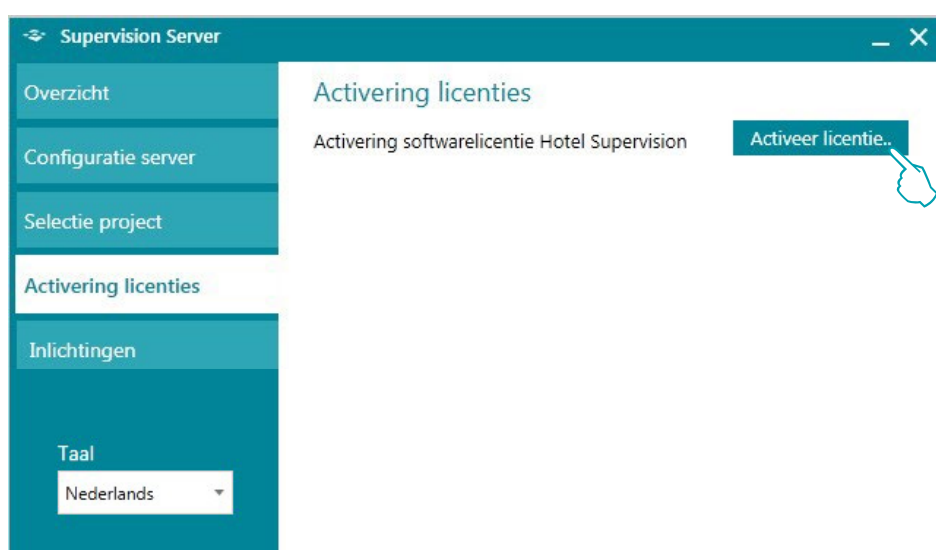 Supervision Server
Overzicht
Configuratie server
Selectie project
Activering licenties
Inlichtingen
Taal
Nederlands
Activering licenties
Activering softwarelicentie Hotel Supervision
Activeer licentie..